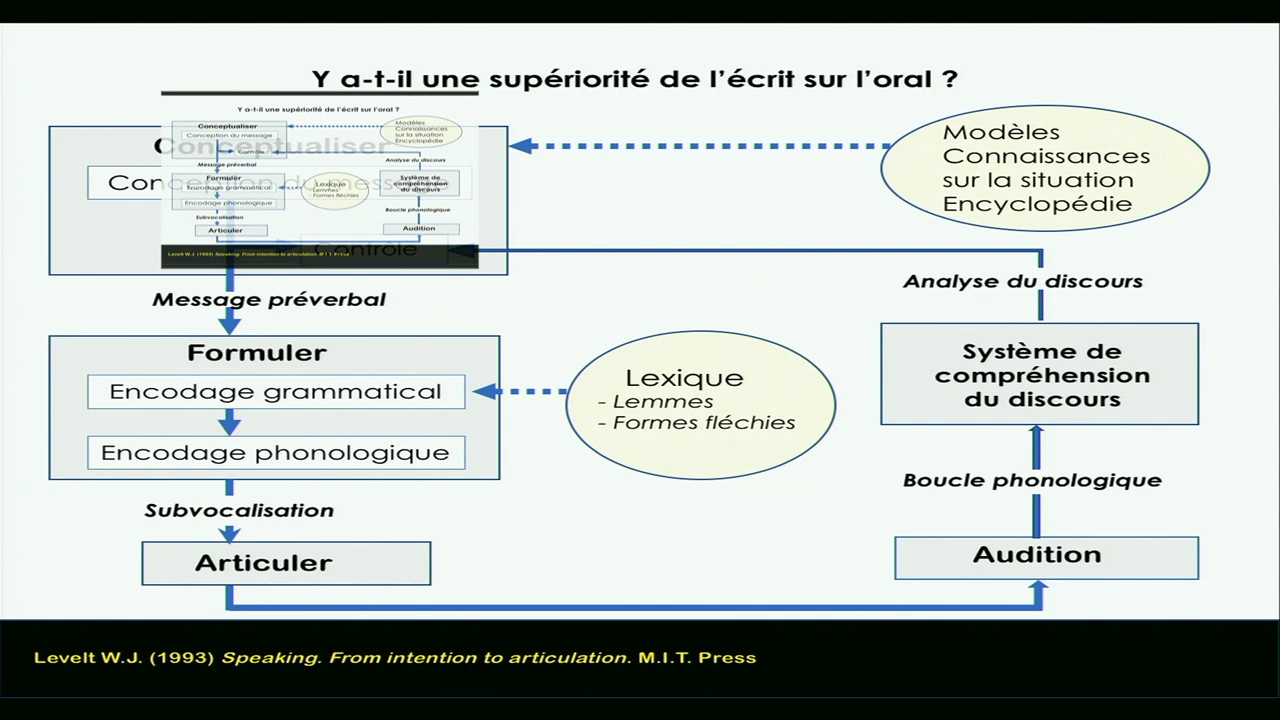 Y a-t-il une supériorité de l'écrit sur l'oral ?
Conceptualiser
Conception du message
Contrôle
Modèles
Connaissances
sur la situation
Encyclopédie
Message préverbal
Analyse du discours
Formuler
Encodage grammatical
Encodage phonologique
Lexique
- Lemmes
- Formes fléchies
Système de
compréhension
du discours
Subvocalisation
Boucle phonologique
Articuler
Audition
Y a-t-il une supériorité de l'écrit sur l'oral ?
Conceptualiser
Conception du message
Contrôle
Modèles
Connaissances
sur la situation
Encyclopédie
Message préverbal
Analyse du discours
Formuler
Encodage grammatical
Encodage phonologique
Lexique
- Lemmes
- Formes fléchies
Système de
compréhension
du discours
Subvocalisation
Boucle phonologique
Articuler
Audition
Levelt W.J. (1993) Speaking. From intention to articulation. M.I.T. Press
Levelt W.J. (1993) Speaking. From intention to articulation. M.I.T. Press